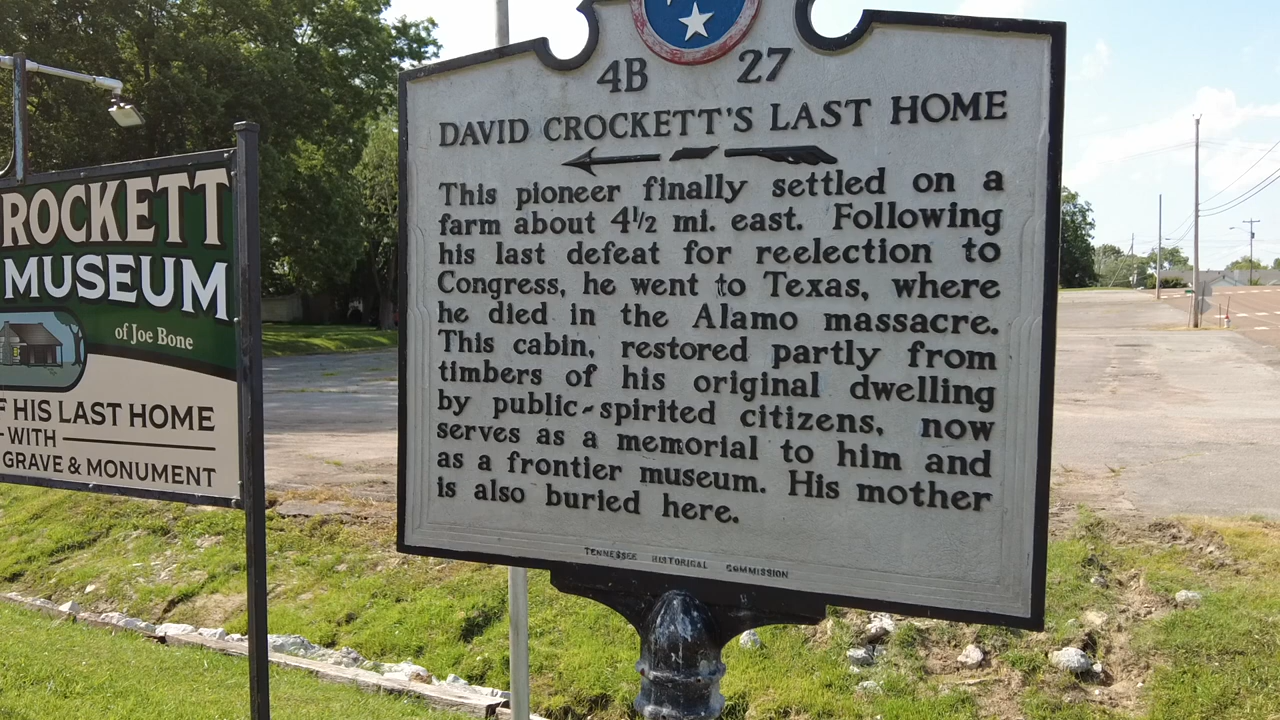 ROCKETT
MUSEUM
of Joe Bone
HIS LAST HOME
WITH
GRAVE & MONUMENT
4B 27
DAVID CROCKETT'S LAST HOME
This pioneer finally settled on a
farm about 4½ mi. east. Following
his last defeat for reelection to
Congress, he went to Texas, where
he died in the Alamo massacre.
This cabin, restored partly from
timbers of his original dwelling
by public-spirited citizens, now
serves as a memorial to him and
as a frontier museum. His mother
is also buried here.
TENNESSEE HISTORICAL COMMISSION